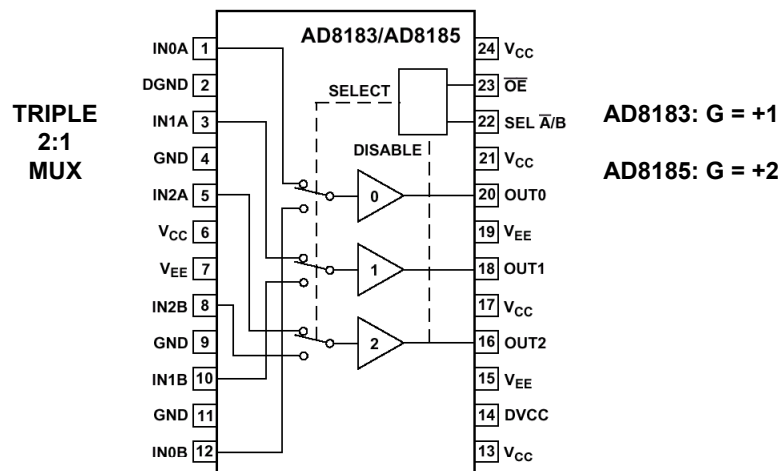 AD8183/AD8185
TRIPLE
2:1
MUX
IN0A 1
DGND 2
IN1A 3
GND 4
IN2A 5
VCC 6
VEE 7
IN2B 8
GND 9
IN1B 10
GND 11
IN0B 12
SELECT
DISABLE
0
1
2
24 VCC
23 OE
22 SEL A/B
21 VCC
20 OUT0
19 VEE
18 OUT1
17 VCC
16 OUT2
15 VEE
14 DVCC
13 VCC
AD8183: G = +1
AD8185: G = +2